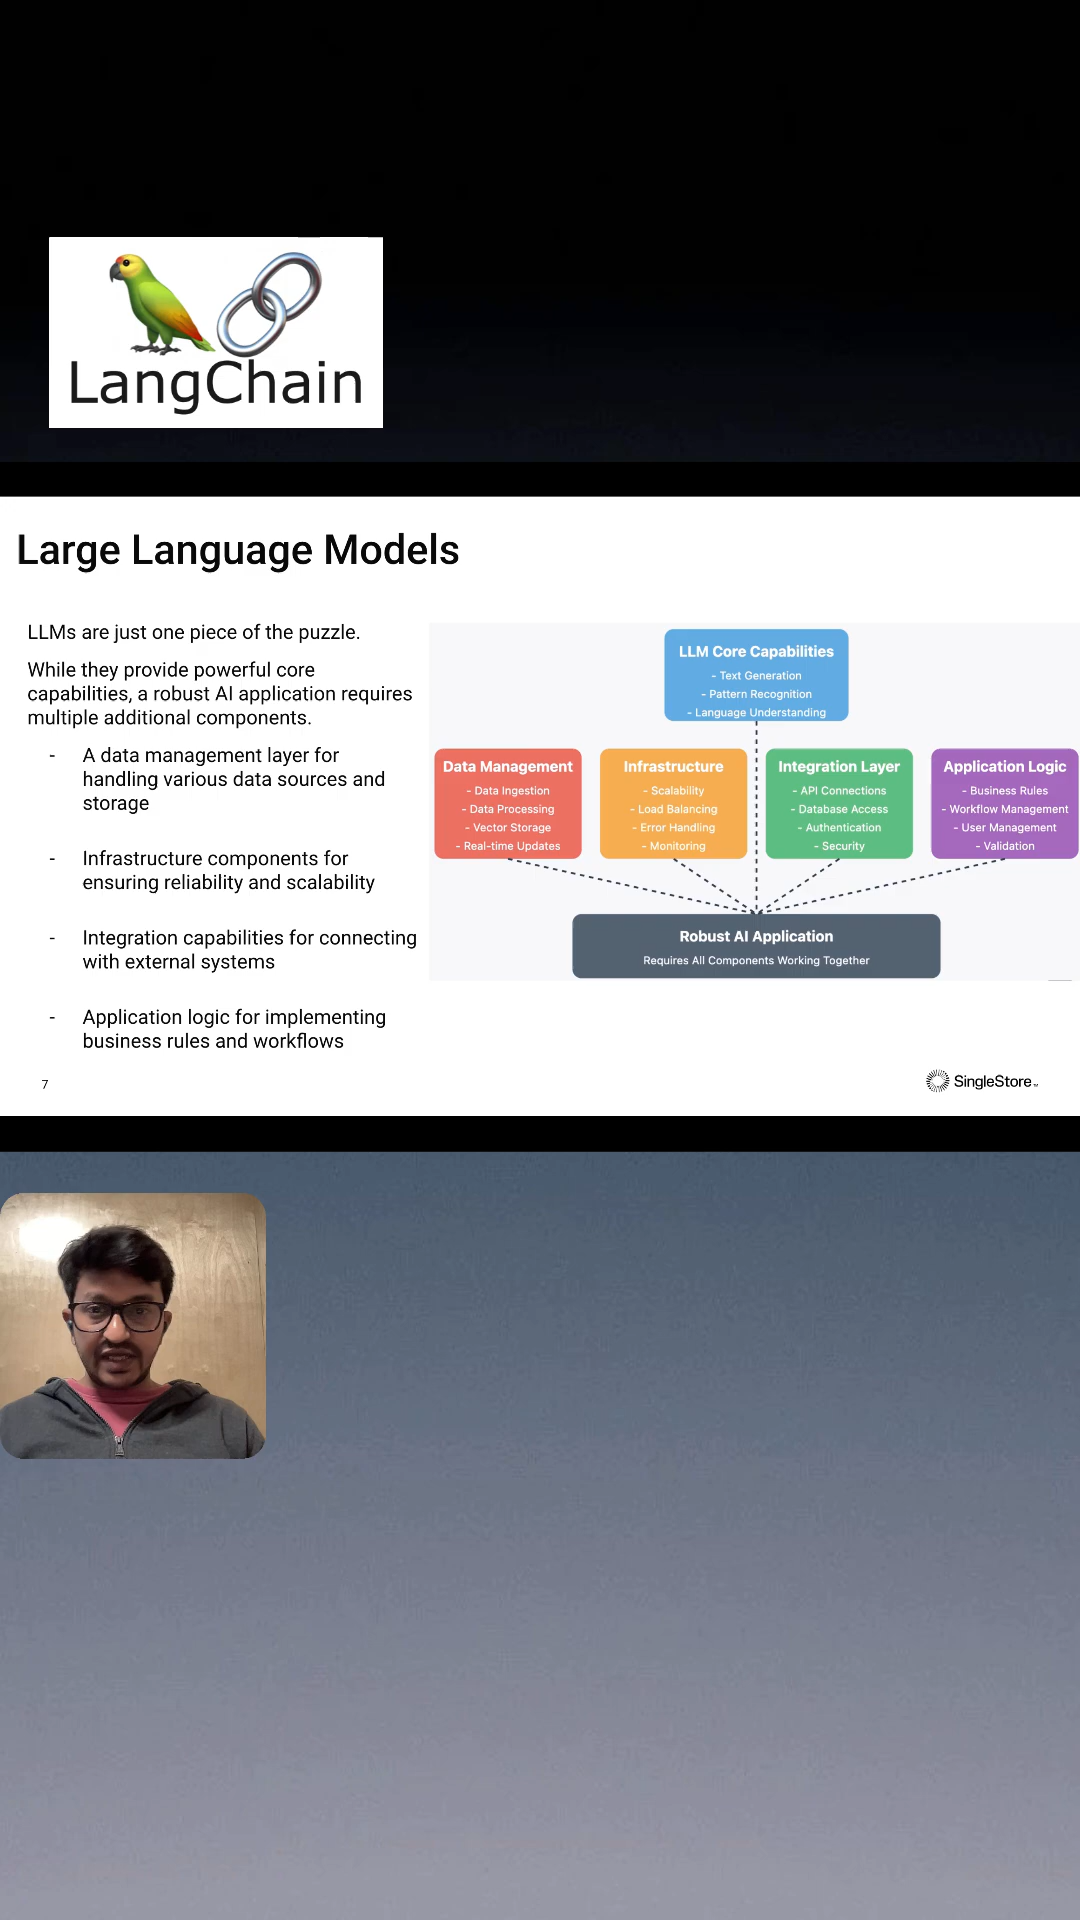 LangChain
Large Language Models
LLMs are just one piece of the puzzle.
While they provide powerful core
capabilities, a robust AI application requires
multiple additional components.
- A data management layer for
handling various data sources and
storage
- Infrastructure components for
ensuring reliability and scalability
- Integration capabilities for connecting
with external systems
- Application logic for implementing
business rules and workflows
LLM Core Capabilities
- Text Generation
- Pattern Recognition
- Language Understanding
Data Management
- Data Ingestion
- Data Processing
- Vector Storage
- Real-time Updates
Infrastructure
- Scalability
- Load Balancing
- Error Handling
- Monitoring
Integration Layer
- API Connections
- Database Access
- Authentication
- Security
Application Logic
- Business Rules
- Workflow Management
- User Management
- Validation
Robust AI Application
Requires All Components Working Together
7
SingleStore